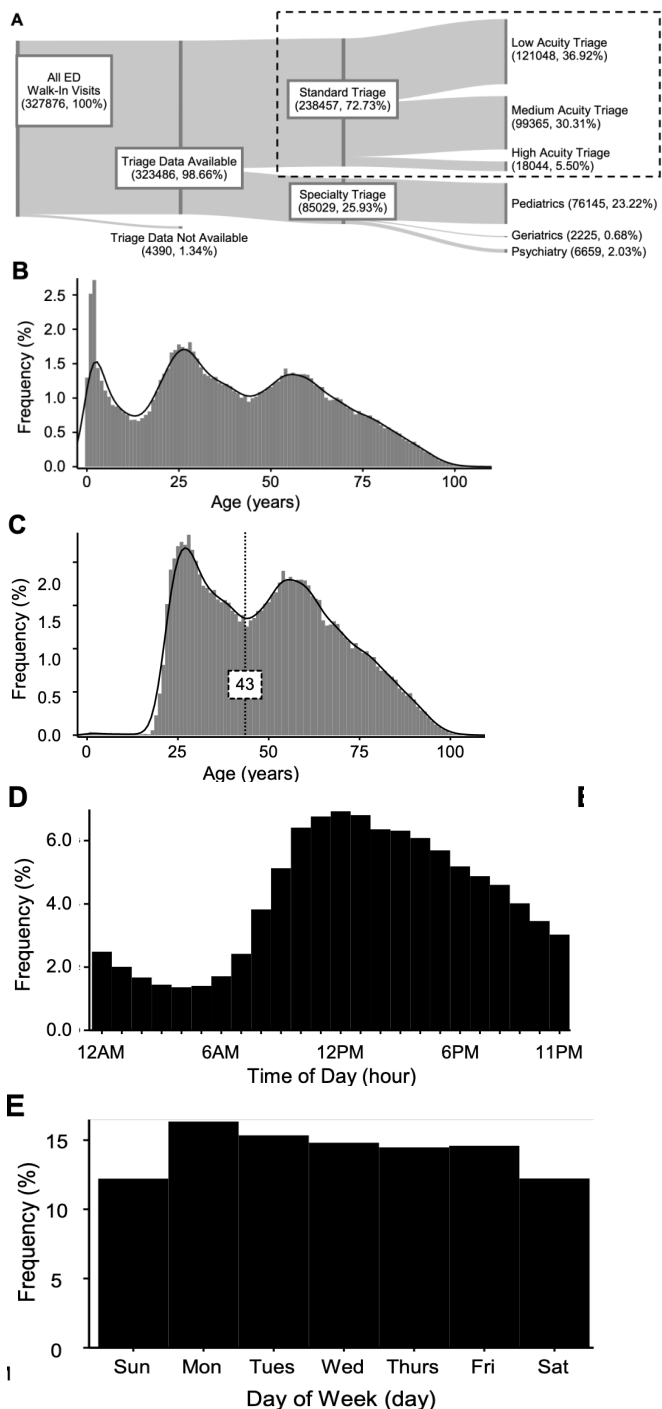 A
All ED
Walk-In Visits
(327876, 100%)
Triage Data Available
(323486, 98.66%)
Triage Data Not Available
(4390, 1.34%)
Standard Triage
(238457, 72.73%)
Specialty Triage
(85029, 25.93%)
Low Acuity Triage
(121048, 36.92%)
Medium Acuity Triage
(99365, 30.31%)
High Acuity Triage
(18044, 5.50%)
Pediatrics (76145, 23.22%)
Geriatrics (2225, 0.68%)
Psychiatry (6659, 2.03%)
B
Frequency (%)
2.5
2.0
1.5
1.0
0.5
0.0
0 25 50 75 100
Age (years)
C
Frequency (%)
2.0
1.5
1.0
0.5
0.0
43
0 25 50 75 100
Age (years)
D
Frequency (%)
6.0
4.0
2.0
0.0
12AM 6AM 12PM 6PM 11PM
Time of Day (hour)
E
Frequency (%)
15
10
5
0
Sun Mon Tues Wed Thurs Fri Sat
Day of Week (day)